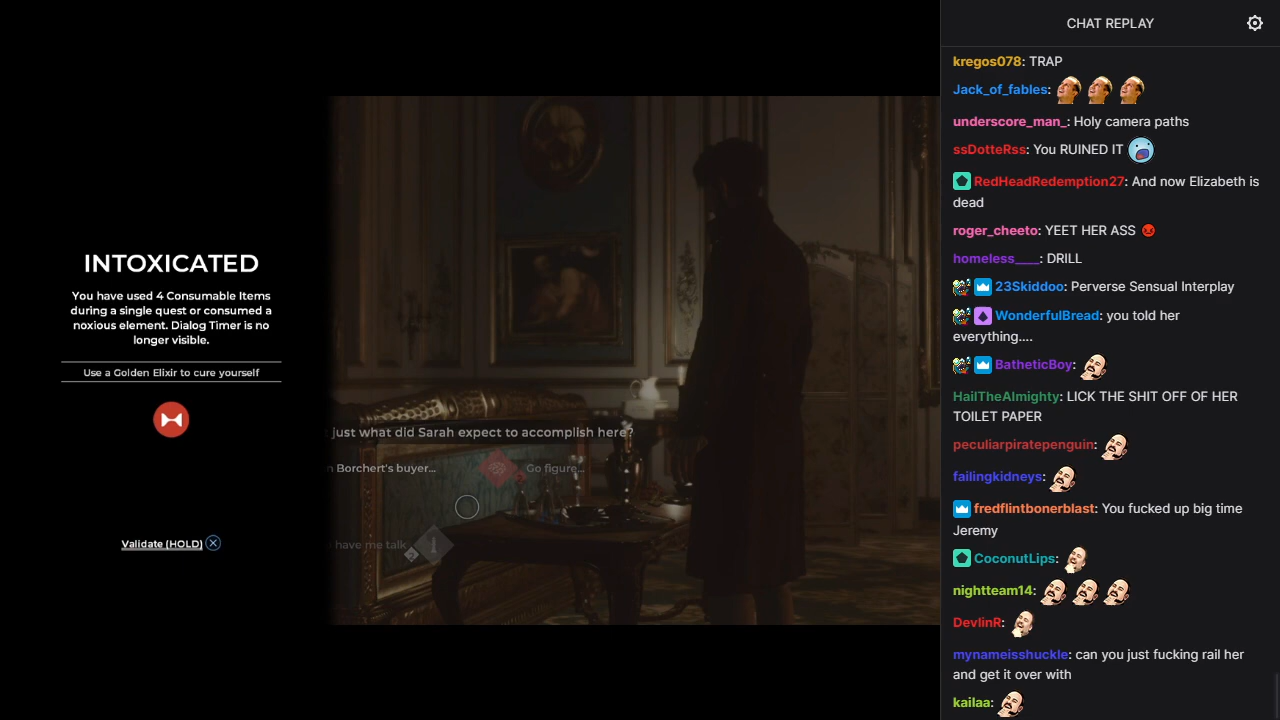 INTOXICATED
You have used 4 Consumable Items
during a single quest or consumed a
noxious element. Dialog Timer is no
longer visible.
Use a Golden Elixir to cure yourself
Validate (HOLD)
just what did Sarah expect to accomplish here?
Borchert's buyer...
Go figure...
have me talk
2
CHAT REPLAY
kregos078: TRAP
Jack_of_fables:
underscore_man_: Holy camera paths
ssDotteRss: You RUINED IT
RedHeadRedemption27: And now Elizabeth is
dead
roger_cheeto: YEET HER ASS
homeless____: DRILL
23Skiddoo: Perverse Sensual Interplay
WonderfulBread: you told her
everything....
BatheticBoy:
HailTheAlmighty: LICK THE SHIT OFF OF HER
TOILET PAPER
peculiarpiratepenguin:
failingkidneys:
fredflintbonerblast: You fucked up big time
Jeremy
CoconutLips:
nightteam14:
DevlinR:
mynameisshuckle: can you just fucking rail her
and get it over with
kailaa: